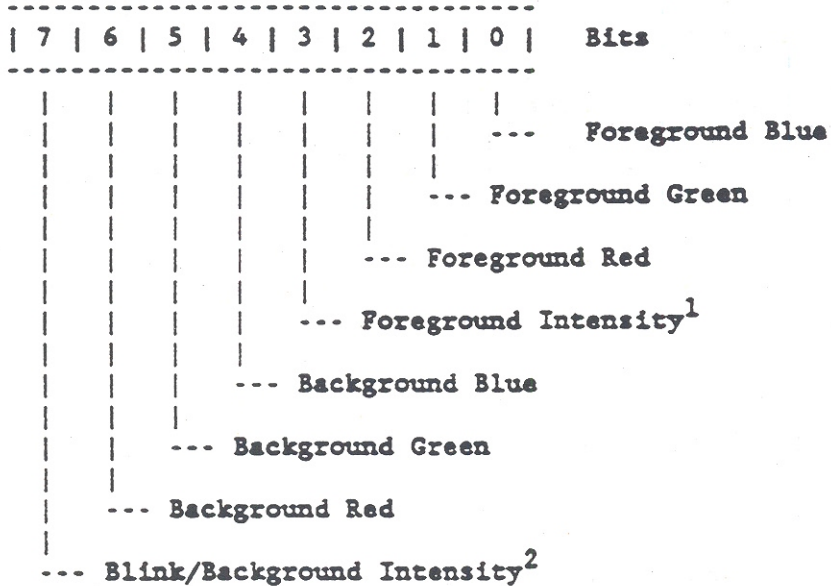 | 7 | 6 | 5 | 4 | 3 | 2 | 1 | 0 | Bits
--- Foreground Blue
--- Foreground Green
--- Foreground Red
--- Foreground Intensity1
--- Background Blue
--- Background Green
--- Background Red
--- Blink/Background Intensity2